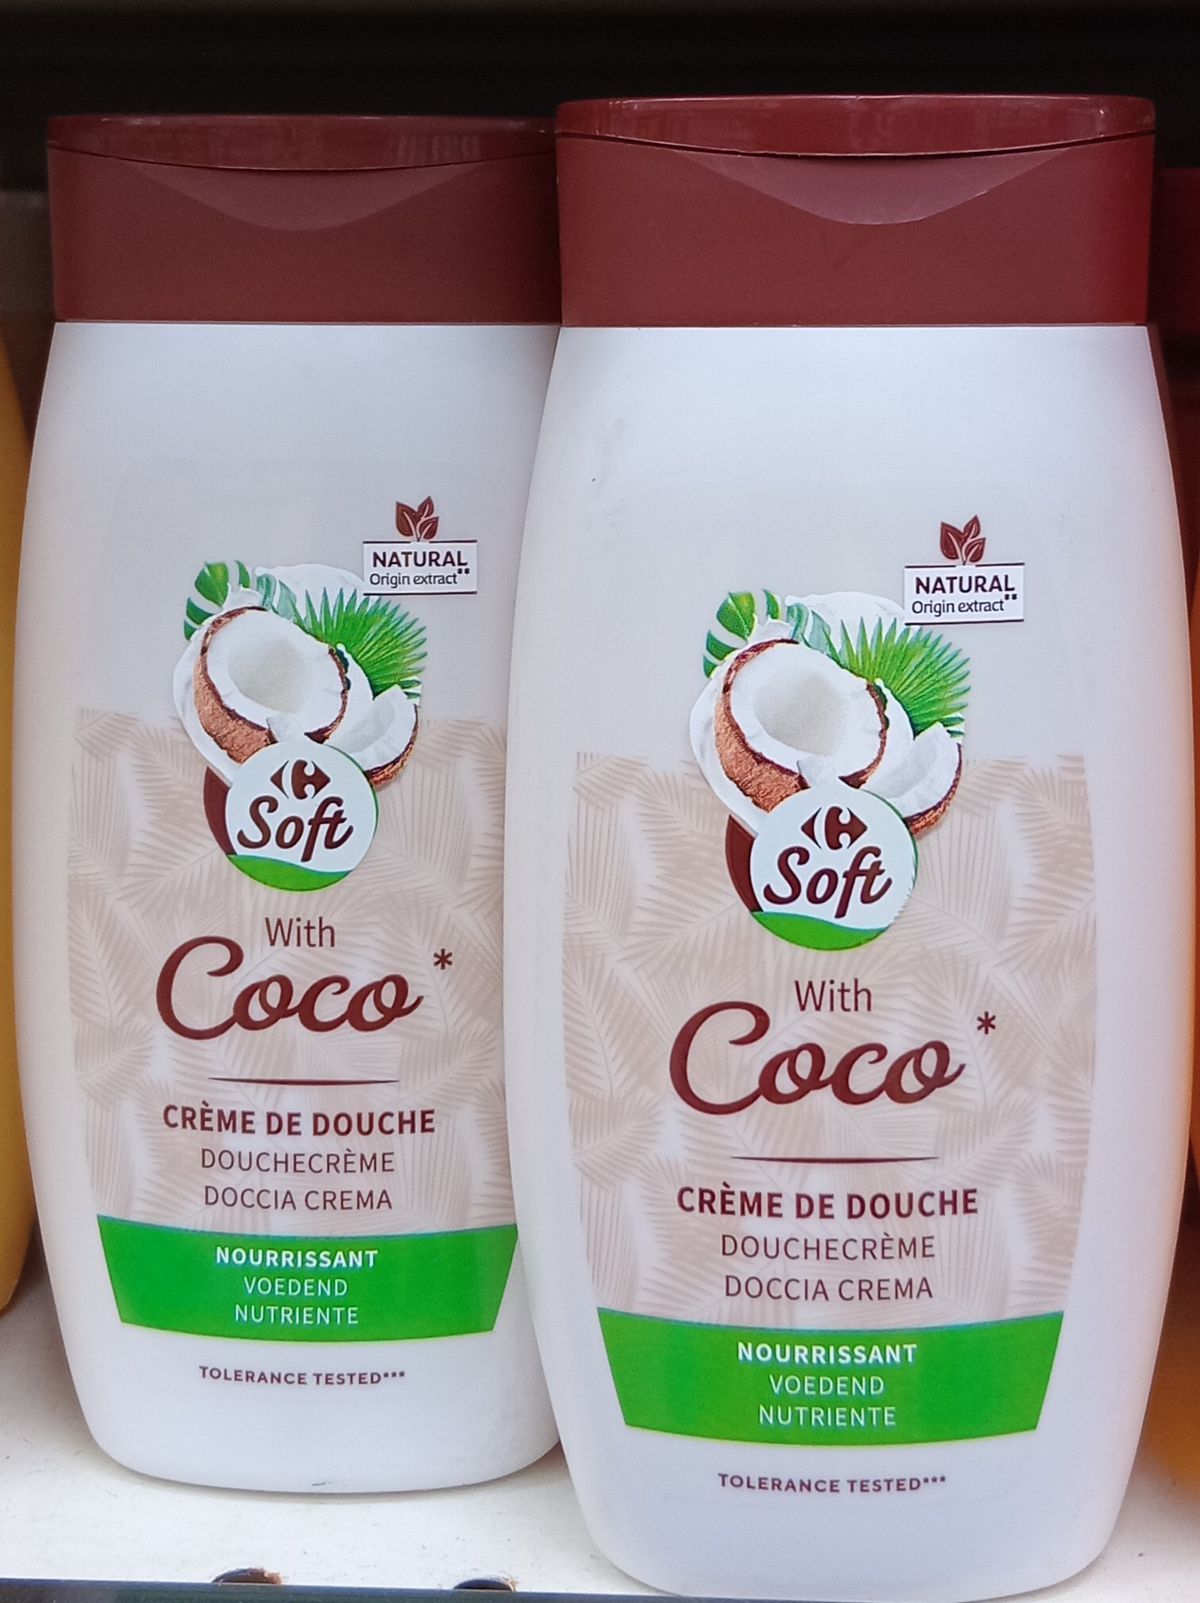 NATURAL
Origin extract**
Soft
With
Coco*
CRÈME DE DOUCHE
DOUCHECRÈME
DOCCIA CREMA
NOURRISSANT
VOEDEND
NUTRIENTE
TOLERANCE TESTED***
NATURAL
Origin extract**
Soft
With
Coco*
CRÈME DE DOUCHE
DOUCHECRÈME
DOCCIA CREMA
NOURRISSANT
VOEDEND
NUTRIENTE
TOLERANCE TESTED***